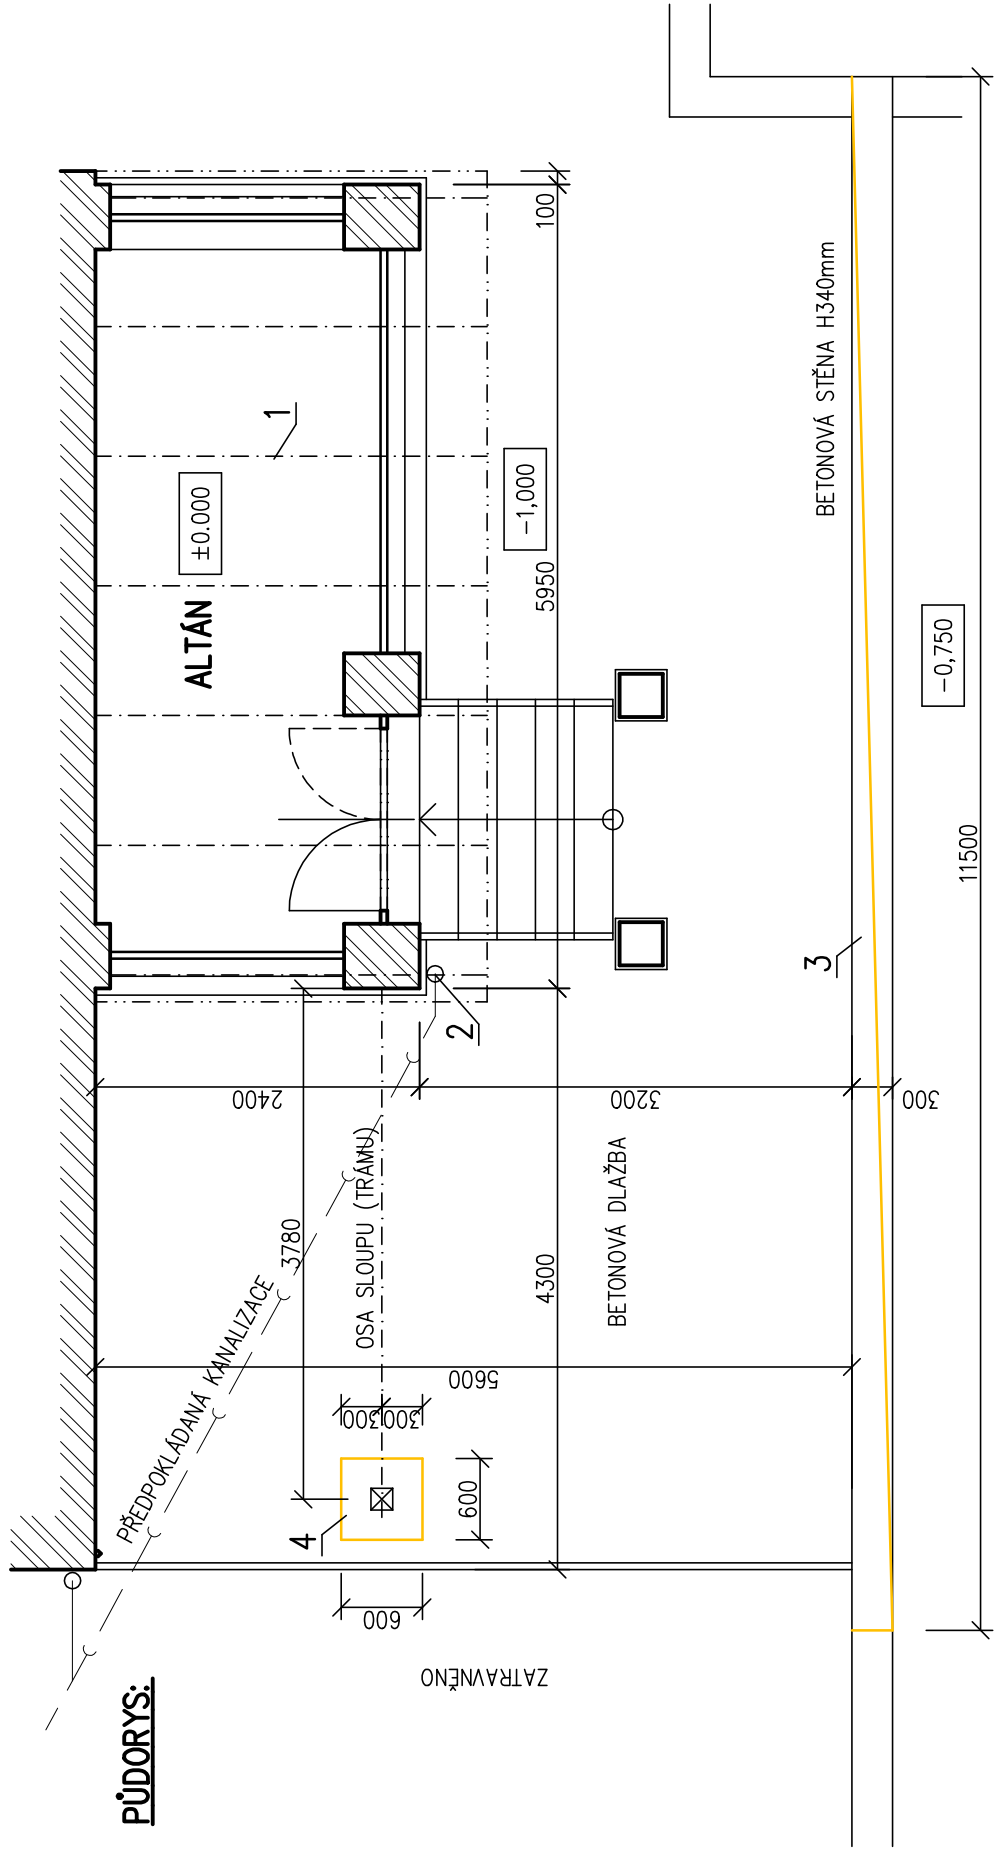 PŮDORYS:
ALTÁN
±0.000
1
100
−1,000
5950
BETONOVÁ STĚNA H340mm
−0,750
11500
3
2
2400
3200
300
OSA SLOUPU (TRÁMU)
3780
PŘEDPOKLÁDANÁ KANALIZACE
4300
BETONOVÁ DLAŽBA
5600
300
300
600
4
600
ZATRAVNĚNO